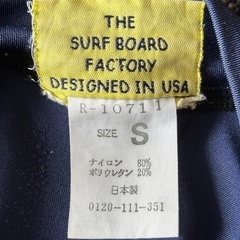 THE
SURF BOARD
FACTORY
DESIGNED IN USA
R-10711
SIZE S
ナイロン 80%
ポリウレタン 20%
日本製
0120-111-351